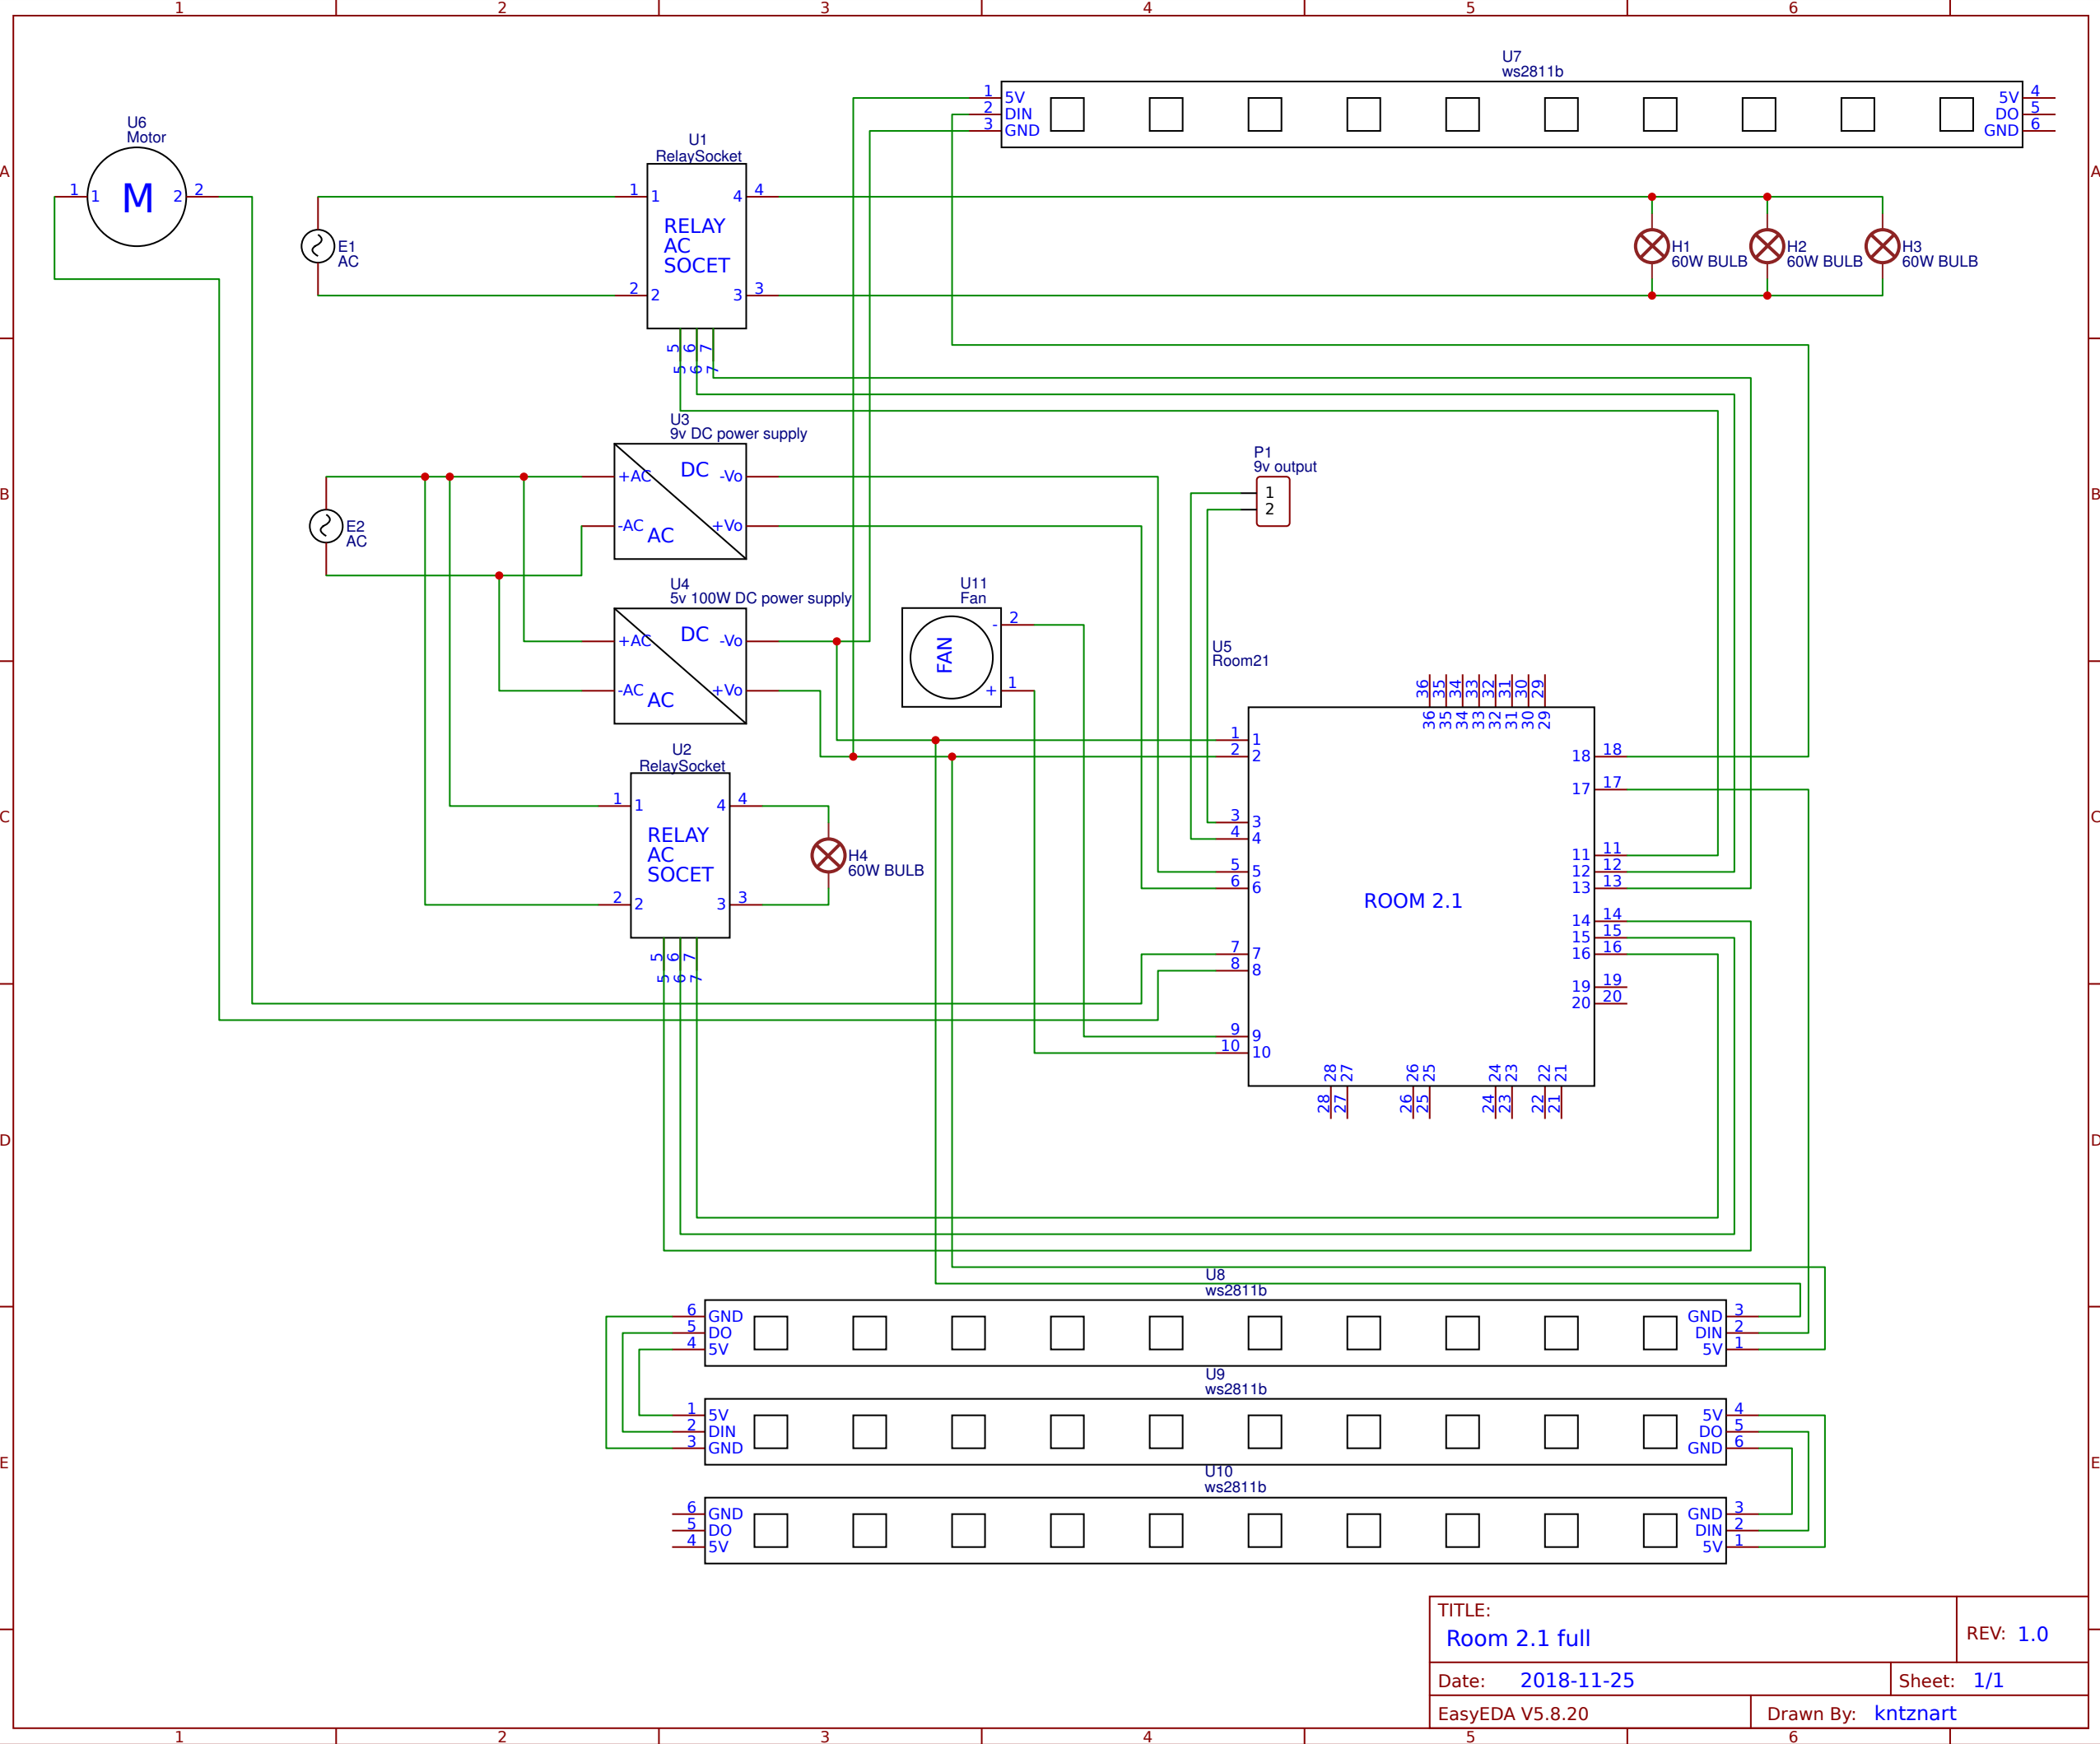 1 2 3 4 5 6
A A
B B
C C
D D
E E
U7
ws2811b
1 5V
2 DIN
3 GND
5V 4
DO 5
GND 6
U6
Motor
1 1 M 2 2
U1
RelaySocket
1 1 4 4
RELAY
AC
SOCET
2 2 3 3
5 6 7
5 6 7
E1
AC
H1
60W BULB
H2
60W BULB
H3
60W BULB
U3
9v DC power supply
+AC DC -Vo
-AC AC +Vo
E2
AC
P1
9v output
1
2
U4
5v 100W DC power supply
+AC DC -Vo
-AC AC +Vo
U11
Fan
FAN
- 2
+ 1
U2
RelaySocket
1 1 4 4
RELAY
AC
SOCET
2 2 3 3
5 6 7
5 6 7
H4
60W BULB
U5
Room21
36 35 34 33 32 31 30 29
36 35 34 33 32 31 30 29
1 1
2 2
3 3
4 4
5 5
6 6
7 7
8 8
9 9
10 10
ROOM 2.1
18 18
17 17
11 11
12 12
13 13
14 14
15 15
16 16
19 19
20 20
28 27 26 25 24 23 22 21
28 27 26 25 24 23 22 21
U8
ws2811b
6 GND
5 DO
4 5V
GND 3
DIN 2
5V 1
U9
ws2811b
1 5V
2 DIN
3 GND
5V 4
DO 5
GND 6
U10
ws2811b
6 GND
5 DO
4 5V
GND 3
DIN 2
5V 1
TITLE:
Room 2.1 full
REV: 1.0
Date: 2018-11-25
Sheet: 1/1
EasyEDA V5.8.20
Drawn By: kntznart
1 2 3 4 5 6